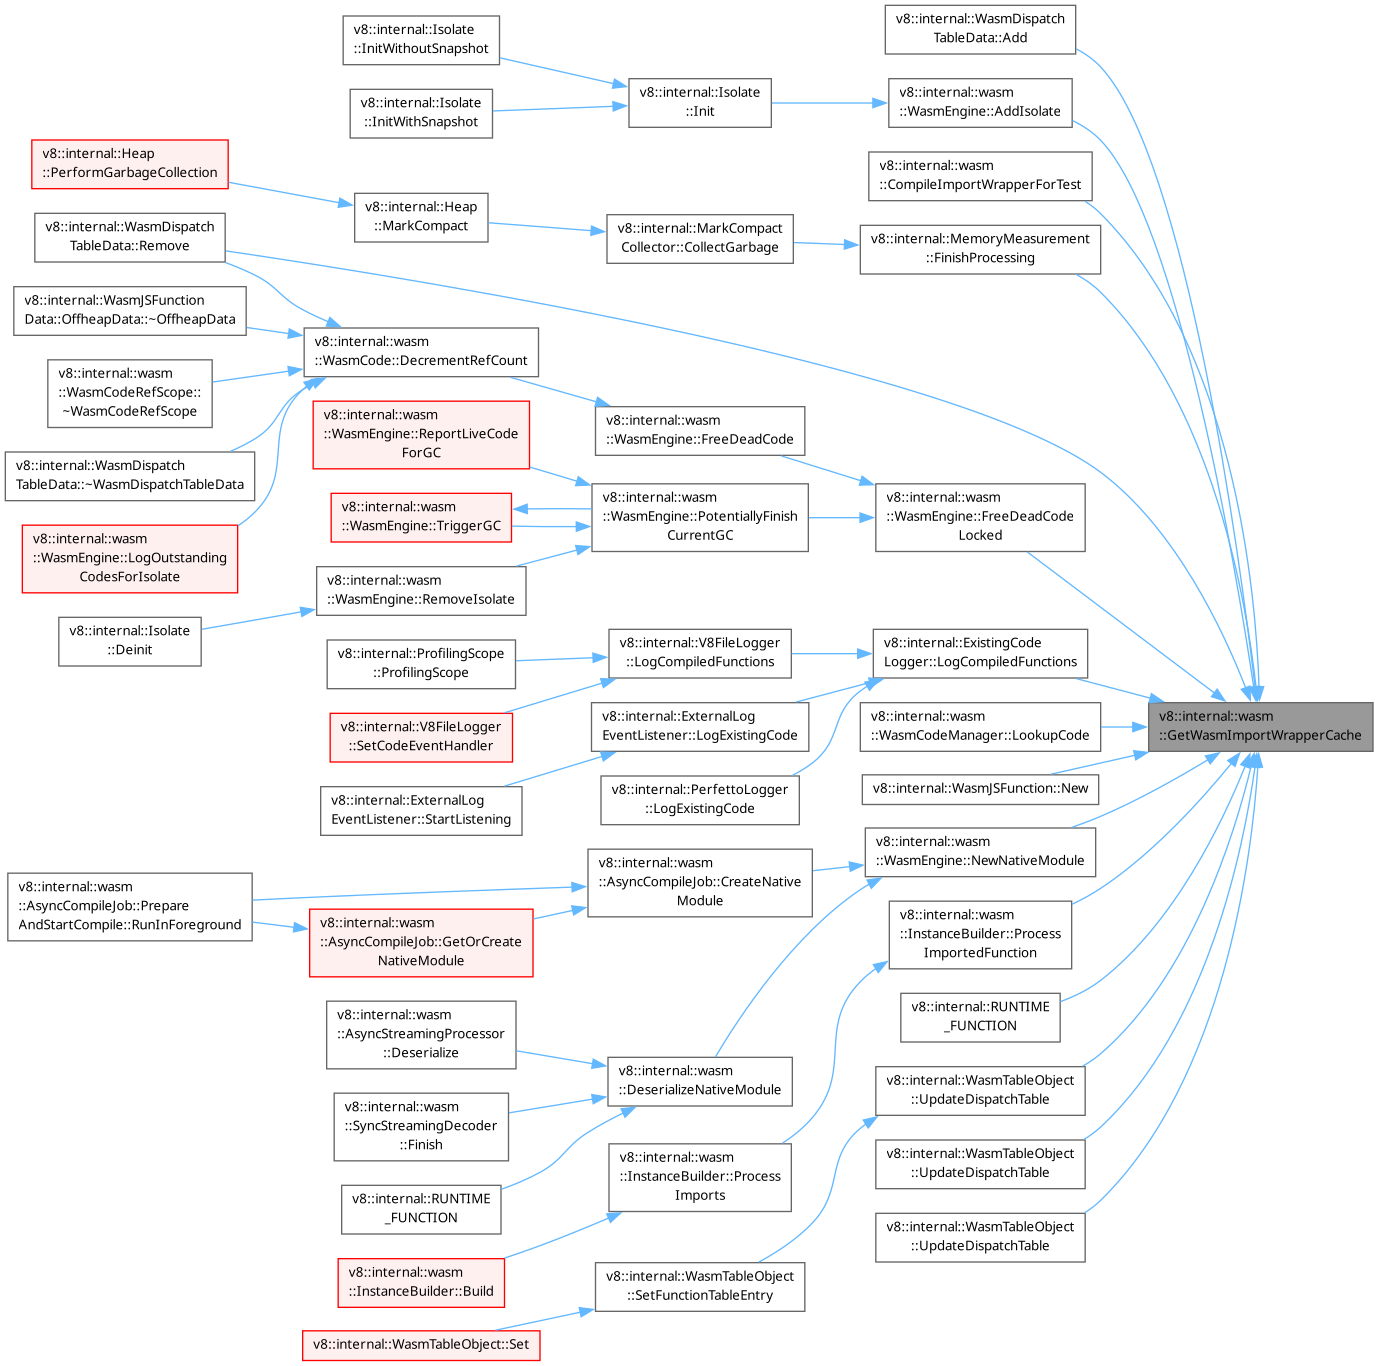 v8::internal::Isolate
::InitWithoutSnapshot
v8::internal::WasmDispatch
TableData::Add
v8::internal::Isolate
::InitWithSnapshot
v8::internal::Isolate
::Init
v8::internal::wasm
::WasmEngine::AddIsolate
v8::internal::Heap
::PerformGarbageCollection
v8::internal::wasm
::CompileImportWrapperForTest
v8::internal::WasmDispatch
TableData::Remove
v8::internal::Heap
::MarkCompact
v8::internal::MarkCompact
Collector::CollectGarbage
v8::internal::MemoryMeasurement
::FinishProcessing
v8::internal::WasmJSFunction
Data::OffheapData::~OffheapData
v8::internal::wasm
::WasmCode::DecrementRefCount
v8::internal::wasm
::WasmCodeRefScope::
~WasmCodeRefScope
v8::internal::wasm
::WasmEngine::ReportLiveCode
ForGC
v8::internal::wasm
::WasmEngine::FreeDeadCode
v8::internal::WasmDispatch
TableData::~WasmDispatchTableData
v8::internal::wasm
::WasmEngine::TriggerGC
v8::internal::wasm
::WasmEngine::PotentiallyFinish
CurrentGC
v8::internal::wasm
::WasmEngine::FreeDeadCode
Locked
v8::internal::wasm
::WasmEngine::LogOutstanding
CodesForIsolate
v8::internal::wasm
::WasmEngine::RemoveIsolate
v8::internal::Isolate
::Deinit
v8::internal::ProfilingScope
::ProfilingScope
v8::internal::V8FileLogger
::LogCompiledFunctions
v8::internal::ExistingCode
Logger::LogCompiledFunctions
v8::internal::V8FileLogger
::SetCodeEventHandler
v8::internal::ExternalLog
EventListener::LogExistingCode
v8::internal::wasm
::WasmCodeManager::LookupCode
v8::internal::wasm
::GetWasmImportWrapperCache
v8::internal::ExternalLog
EventListener::StartListening
v8::internal::PerfettoLogger
::LogExistingCode
v8::internal::WasmJSFunction::New
v8::internal::wasm
::WasmEngine::NewNativeModule
v8::internal::wasm
::AsyncCompileJob::Prepare
AndStartCompile::RunInForeground
v8::internal::wasm
::AsyncCompileJob::GetOrCreate
NativeModule
v8::internal::wasm
::AsyncCompileJob::CreateNative
Module
v8::internal::wasm
::InstanceBuilder::Process
ImportedFunction
v8::internal::wasm
::AsyncStreamingProcessor
::Deserialize
v8::internal::RUNTIME
_FUNCTION
v8::internal::wasm
::SyncStreamingDecoder
::Finish
v8::internal::wasm
::DeserializeNativeModule
v8::internal::WasmTableObject
::UpdateDispatchTable
v8::internal::RUNTIME
_FUNCTION
v8::internal::wasm
::InstanceBuilder::Process
Imports
v8::internal::WasmTableObject
::UpdateDispatchTable
v8::internal::WasmTableObject
::UpdateDispatchTable
v8::internal::wasm
::InstanceBuilder::Build
v8::internal::WasmTableObject
::SetFunctionTableEntry
v8::internal::WasmTableObject::Set